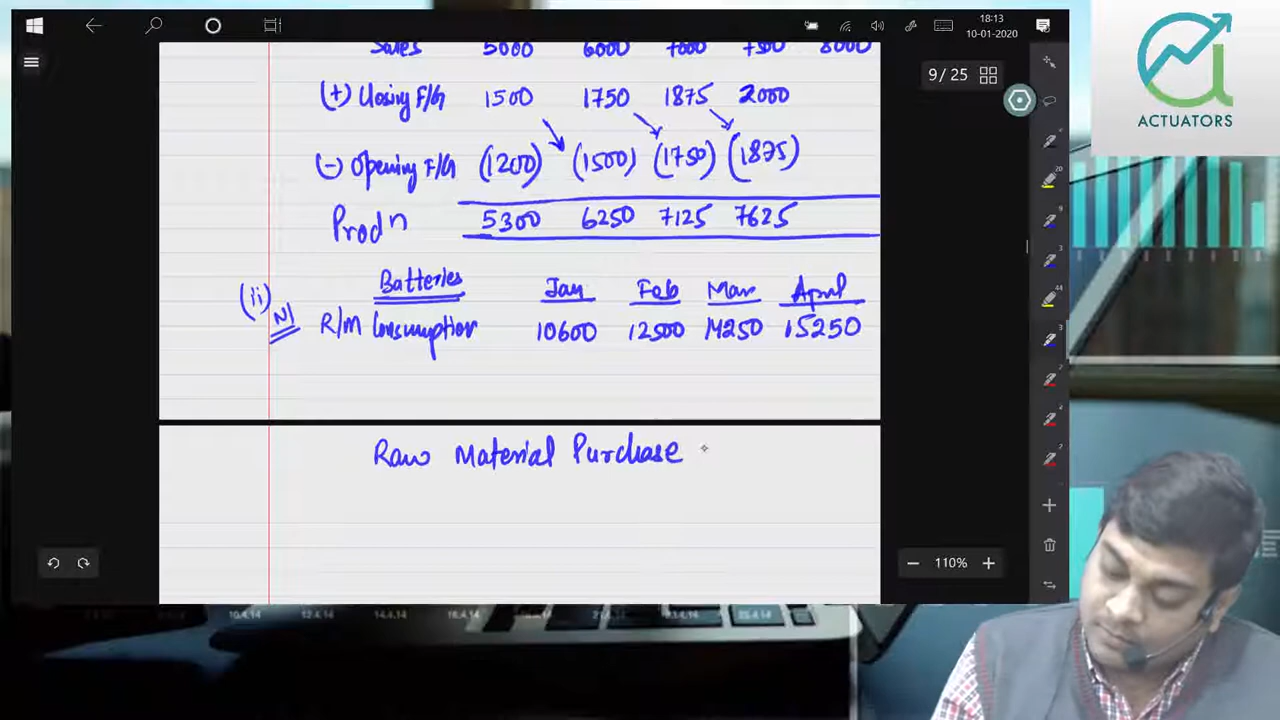 18:13
10-01-2020
9 / 25
ACTUATORS
Sales 5000 6000 7000 7500 8000
(+) Closing F/G 1500 1750 1875 2000
(-) Opening F/G (1200) (1500) (1750) (1875)
Prodn 5300 6250 7125 7625
(ii) N1 Batteries Jan Feb Mar April
R/M Consumption 10600 12500 14250 15250
Raw Material Purchase
110%